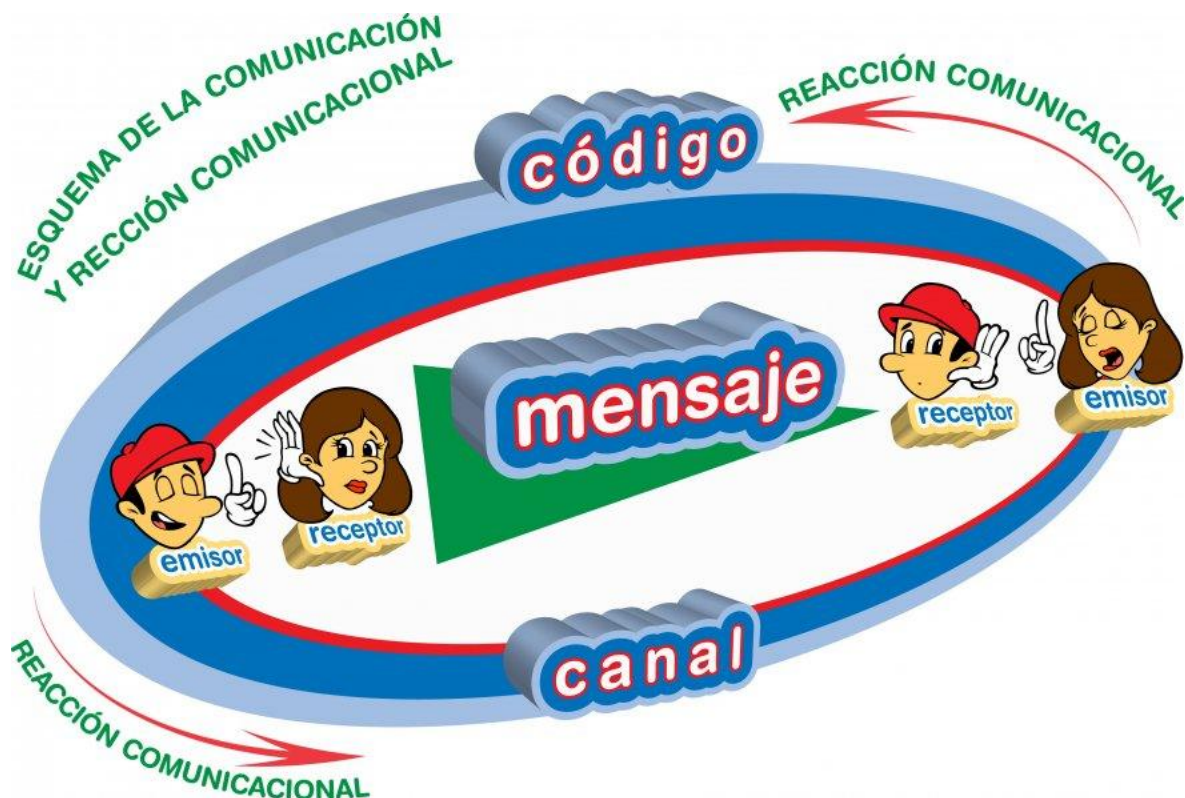 ESQUEMA DE LA COMUNICACIÓN
Y RECCIÓN COMUNICACIONAL
REACCIÓN COMUNICACIONAL
código
mensaje
receptor
emisor
emisor
receptor
canal
REACCIÓN COMUNICACIONAL